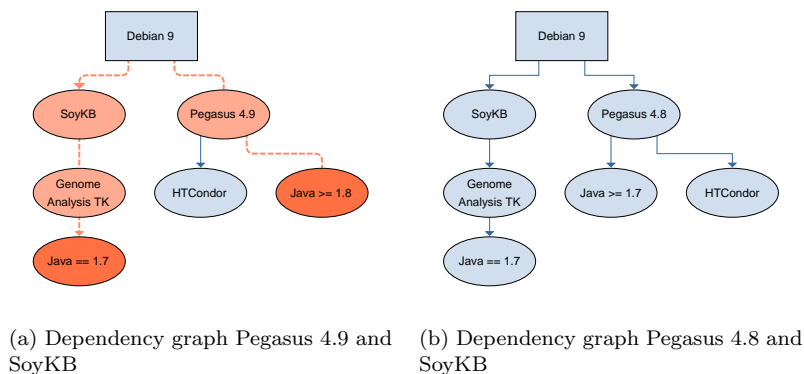 Debian 9
SoyKB
Pegasus 4.9
Genome
Analysis TK
HTCondor
Java >= 1.8
Java == 1.7
(a) Dependency graph Pegasus 4.9 and
SoyKB
Debian 9
SoyKB
Pegasus 4.8
Genome
Analysis TK
Java >= 1.7
HTCondor
Java == 1.7
(b) Dependency graph Pegasus 4.8 and
SoyKB